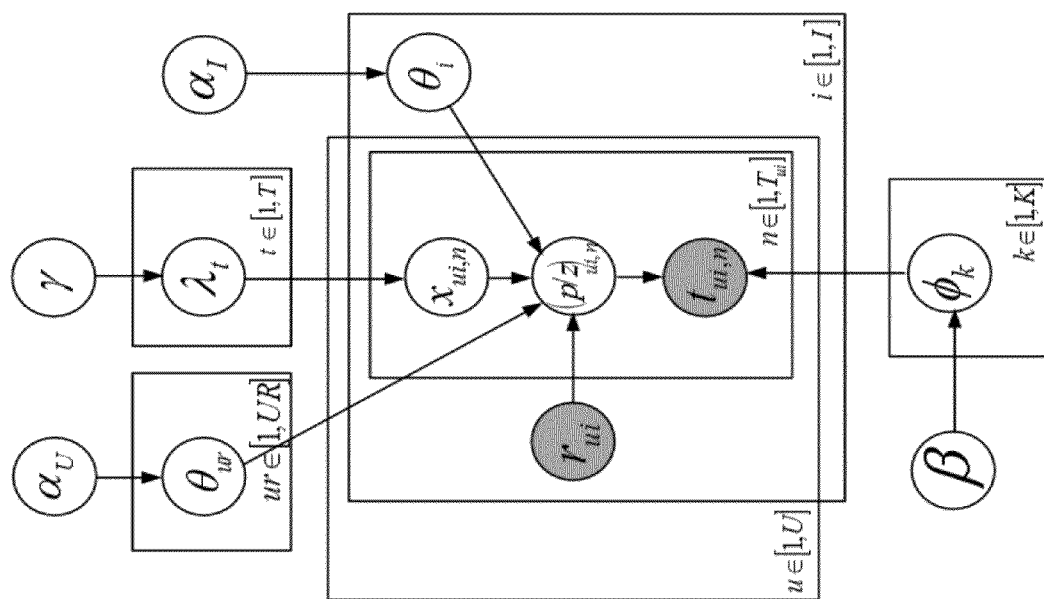 α_U
γ
α_I
θ_ur
ur∈[1,UR]
λ_t
t∈[1,T]
θ_i
i∈[1,I]
x_ui,n
(p/z)_ui,n
r_ui
t_ui,n
n∈[1,T_ui]
u∈[1,U]
β
ϕ_k
k∈[1,K]